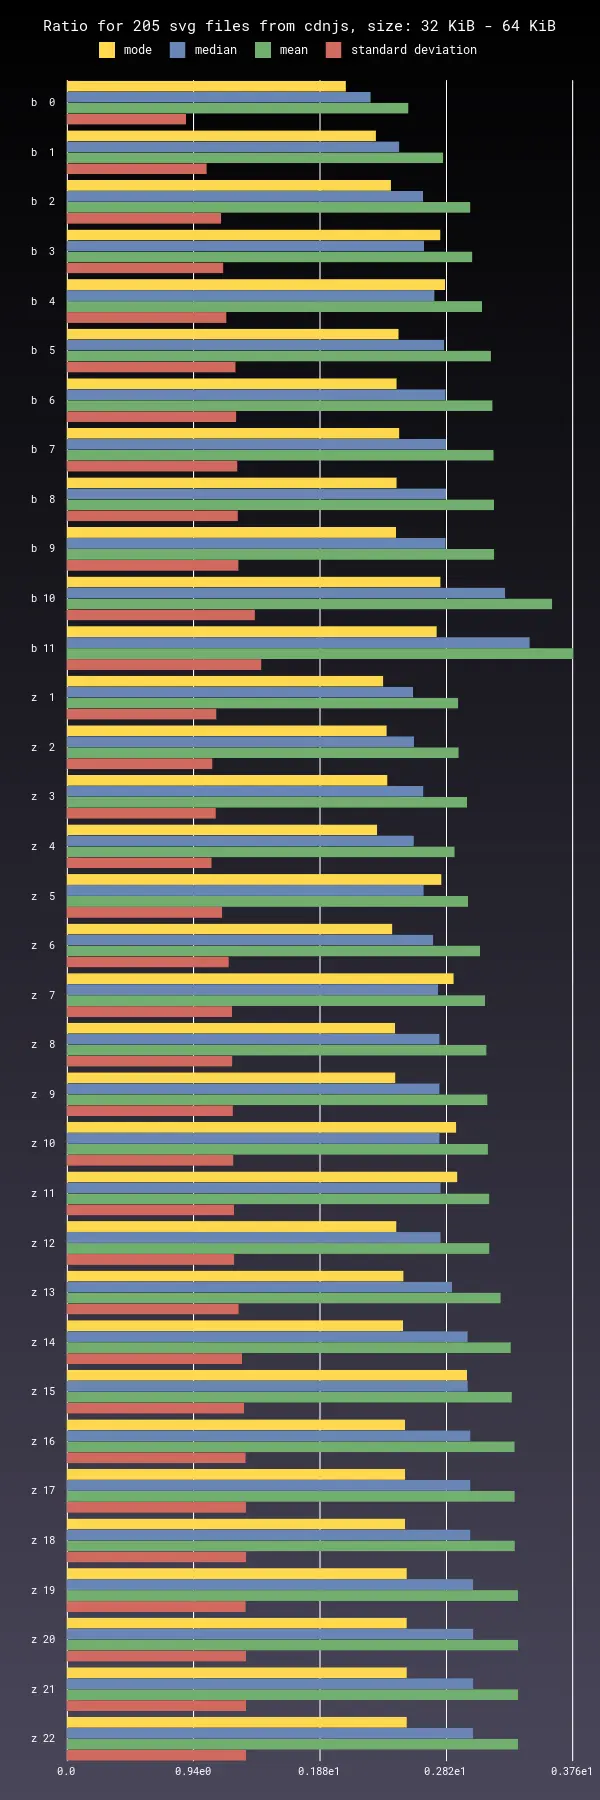 Ratio for 205 svg files from cdnjs, size: 32 KiB - 64 KiB
mode median mean standard deviation
b 0
b 1
b 2
b 3
b 4
b 5
b 6
b 7
b 8
b 9
b 10
b 11
z 1
z 2
z 3
z 4
z 5
z 6
z 7
z 8
z 9
z 10
z 11
z 12
z 13
z 14
z 15
z 16
z 17
z 18
z 19
z 20
z 21
z 22
0.0 0.94e0 0.188e1 0.282e1 0.376e1